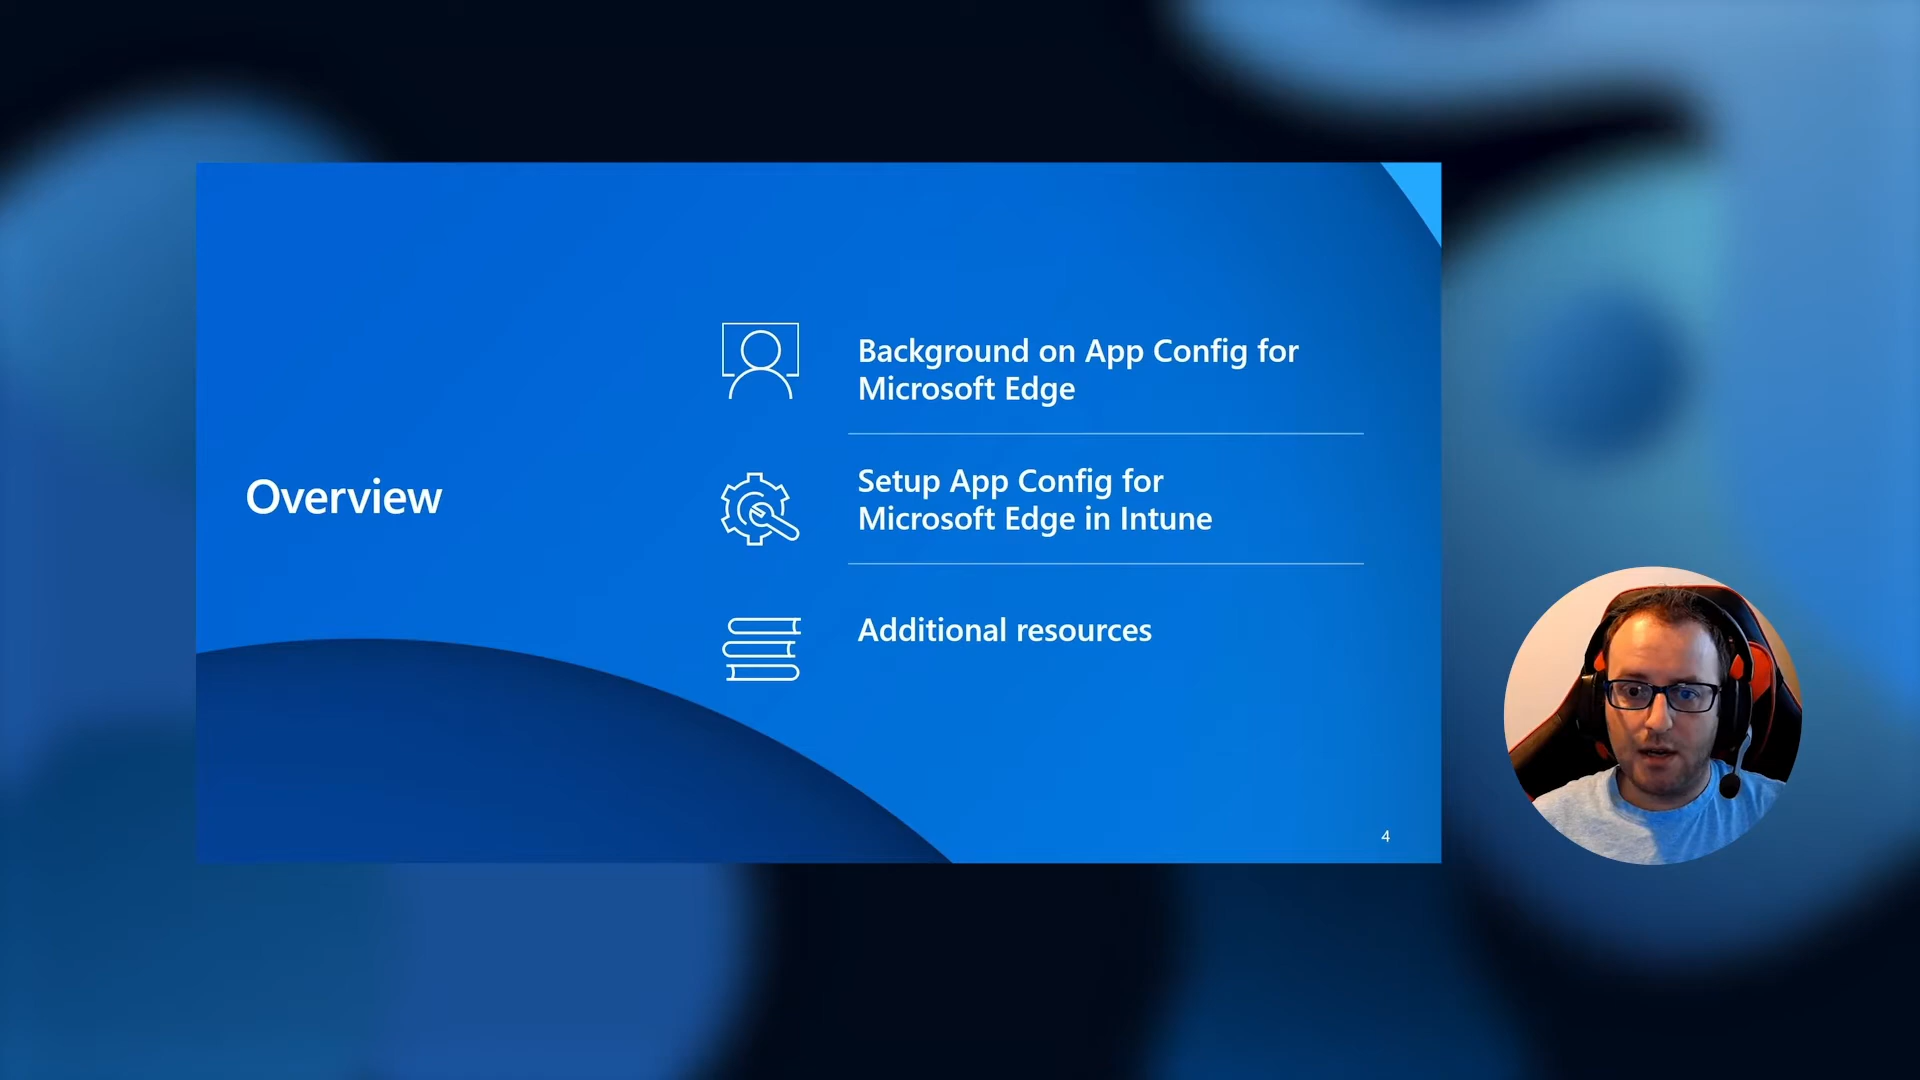 Overview
Background on App Config for
Microsoft Edge
Setup App Config for
Microsoft Edge in Intune
Additional resources
4